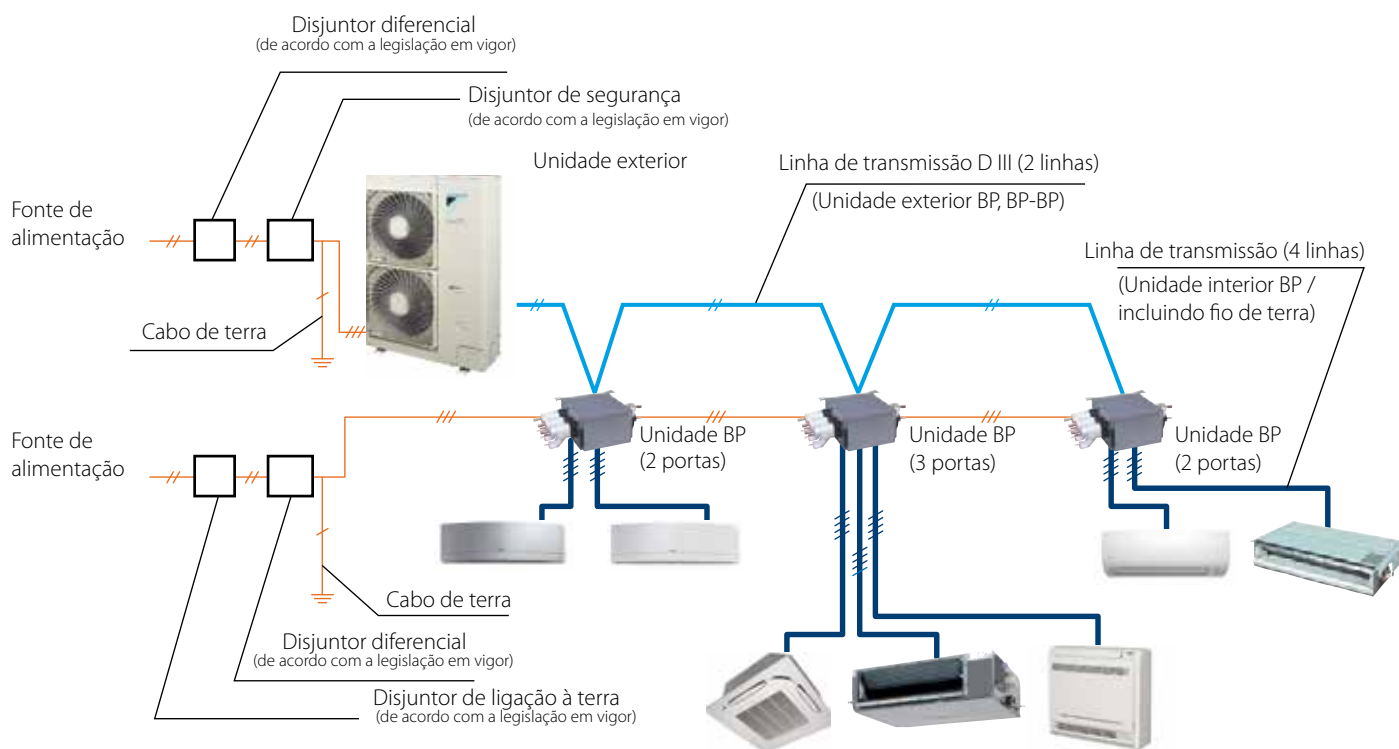 Disjuntor diferencial
(de acordo com a legislação em vigor)
Disjuntor de segurança
(de acordo com a legislação em vigor)
Unidade exterior
Linha de transmissão D III (2 linhas)
(Unidade exterior BP, BP-BP)
Fonte de
alimentação
Linha de transmissão (4 linhas)
(Unidade interior BP /
incluindo fio de terra)
Cabo de terra
Fonte de
alimentação
Unidade BP
(2 portas)
Unidade BP
(3 portas)
Unidade BP
(2 portas)
Cabo de terra
Disjuntor diferencial
(de acordo com a legislação em vigor)
Disjuntor de ligação à terra
(de acordo com a legislação em vigor)